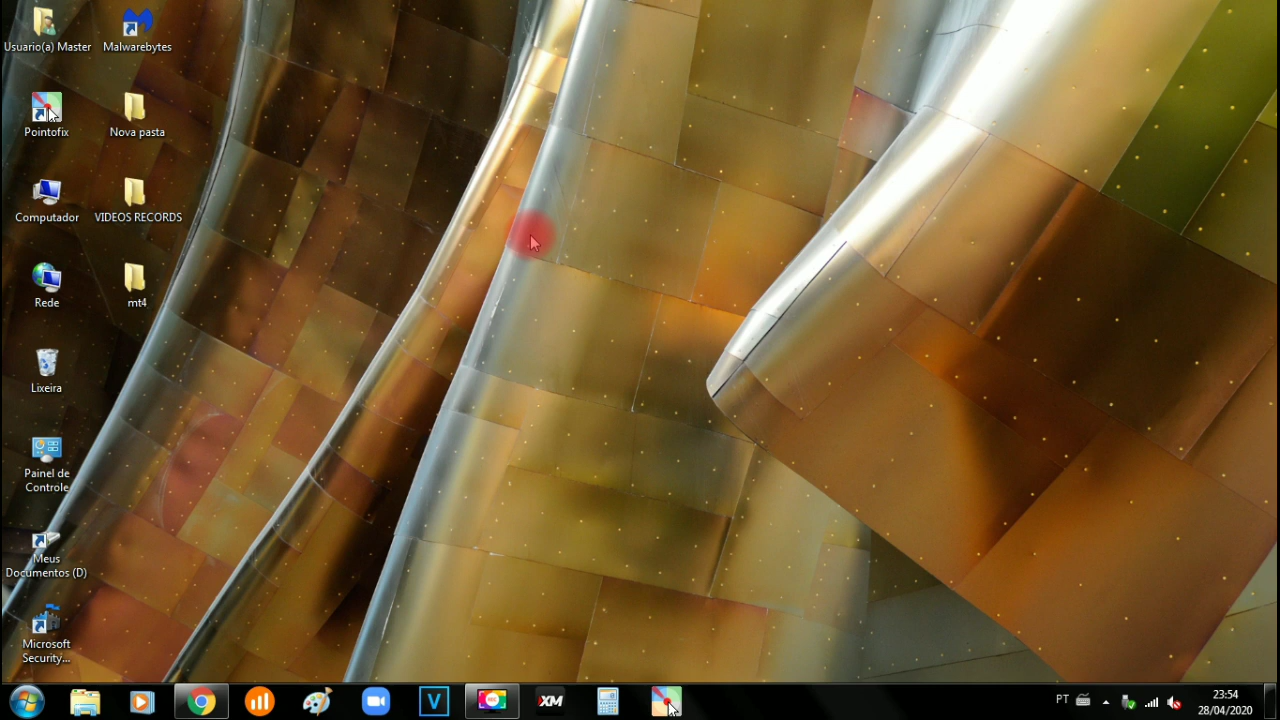 Usuario(a) Master
Malwarebytes
Pointofix
Nova pasta
Computador
VIDEOS RECORDS
Rede
mt4
Lixeira
Painel de
Controle
Meus
Documentos (D)
Microsoft
Security...
V
XM
PT
23:54
28/04/2020